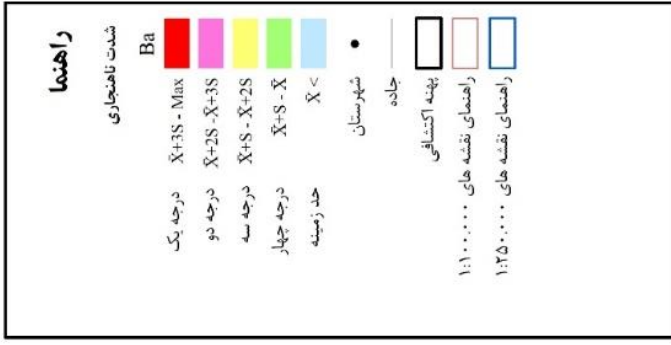 راهنما
شدت ناهنجاری
Ba
درجه یک X̄+3S - Max
درجه دو X̄+2S -X̄+3S
درجه سه X̄+S - X̄+2S
درجه چهار X̄+S - X̄
حد زمینه X̄ <
شهرستان
جاده
پهنه اکتشافی
راهنمای نقشه های ۱:۱۰۰.۰۰۰
راهنمای نقشه های ۱:۲۵۰.۰۰۰